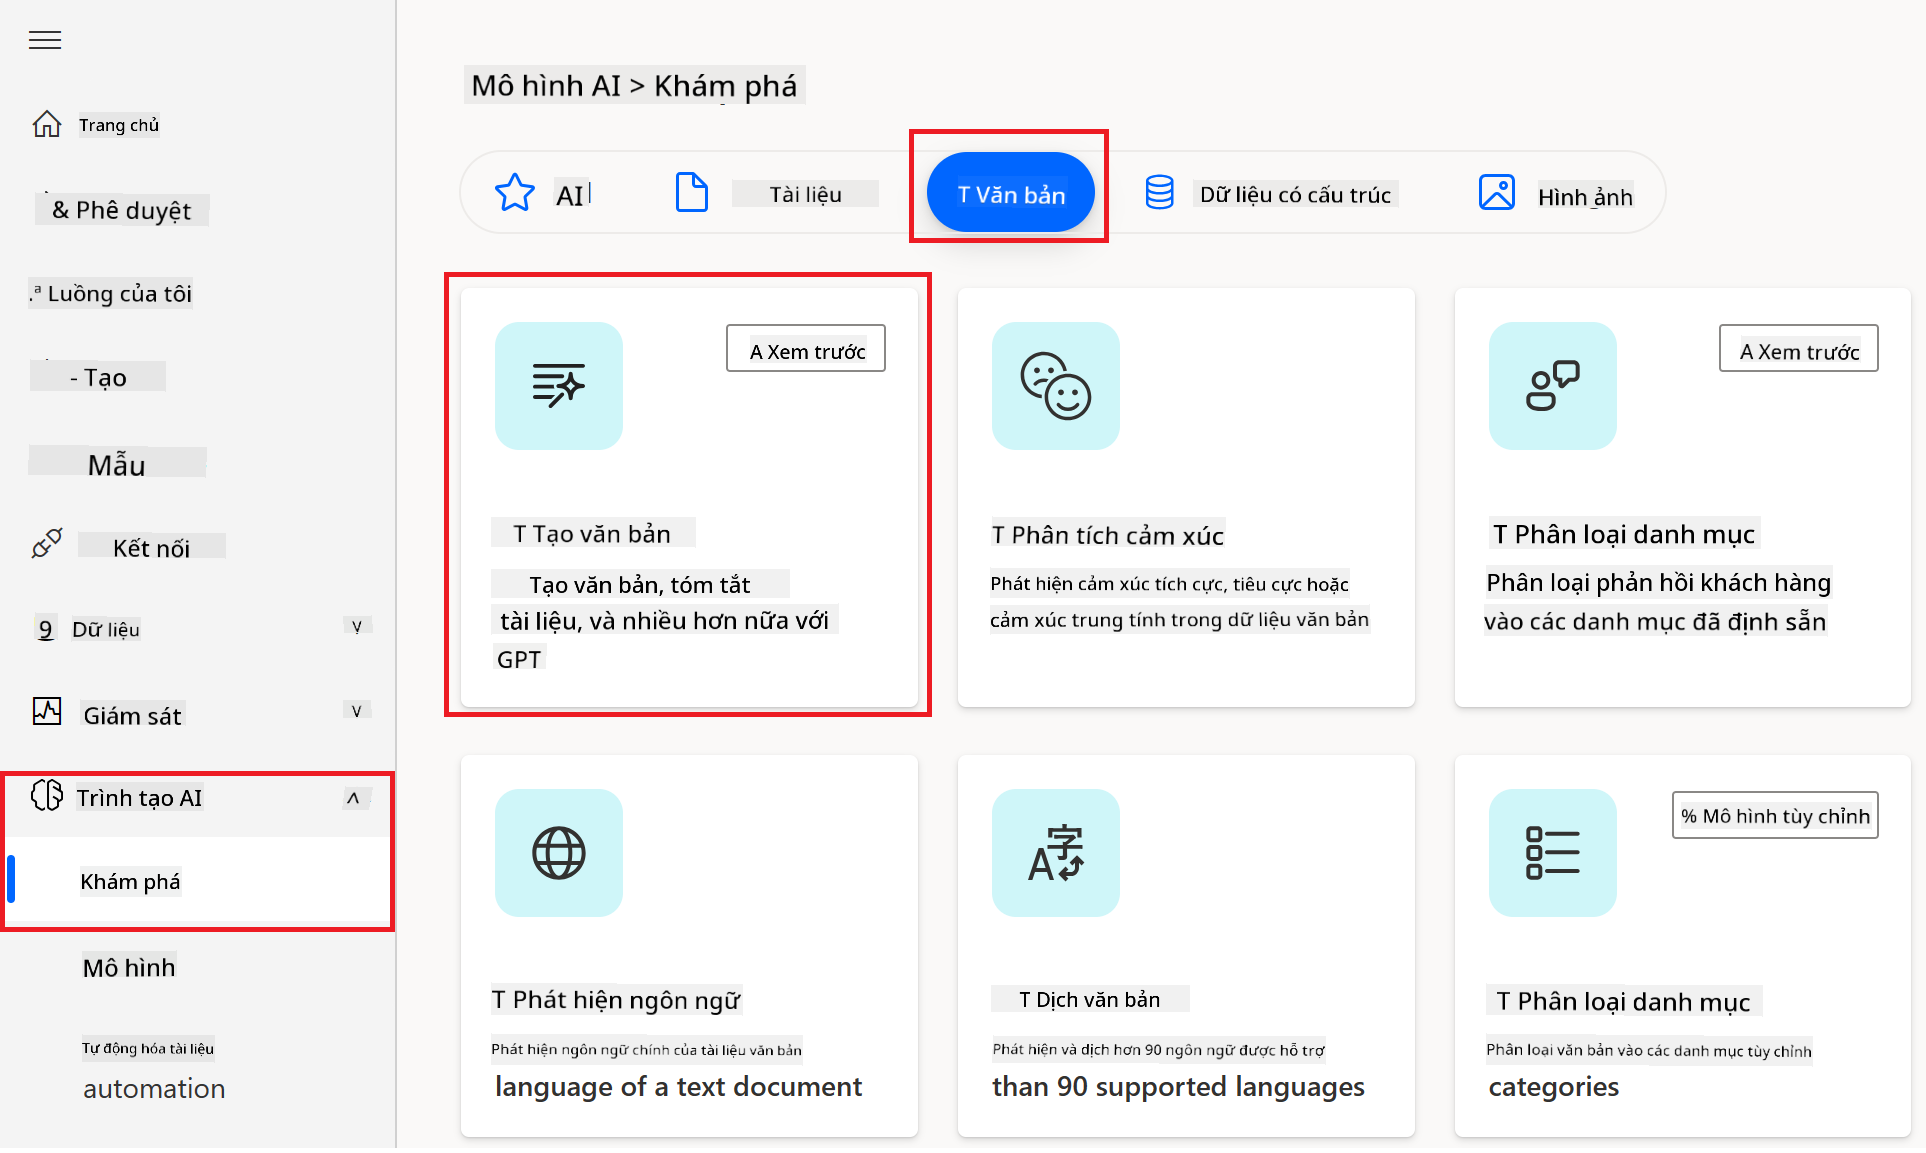 Trang chủ
& Phê duyệt
Luồng của tôi
- Tạo
Mẫu
Kết nối
9 Dữ liệu
Giám sát
Trình tạo AI
Khám phá
Mô hình
Tự động hóa tài liệu
automation
Mô hình AI > Khám phá
AI
Tài liệu
T Văn bản
Dữ liệu có cấu trúc
Hình ảnh
A Xem trước
T Tạo văn bản
Tạo văn bản, tóm tắt
tài liệu, và nhiều hơn nữa với
GPT
T Phân tích cảm xúc
Phát hiện cảm xúc tích cực, tiêu cực hoặc
cảm xúc trung tính trong dữ liệu văn bản
A Xem trước
T Phân loại danh mục
Phân loại phản hồi khách hàng
vào các danh mục đã định sẵn
T Phát hiện ngôn ngữ
Phát hiện ngôn ngữ chính của tài liệu văn bản
language of a text document
T Dịch văn bản
Phát hiện và dịch hơn 90 ngôn ngữ được hỗ trợ
than 90 supported languages
% Mô hình tùy chỉnh
T Phân loại danh mục
Phân loại văn bản vào các danh mục tùy chỉnh
categories